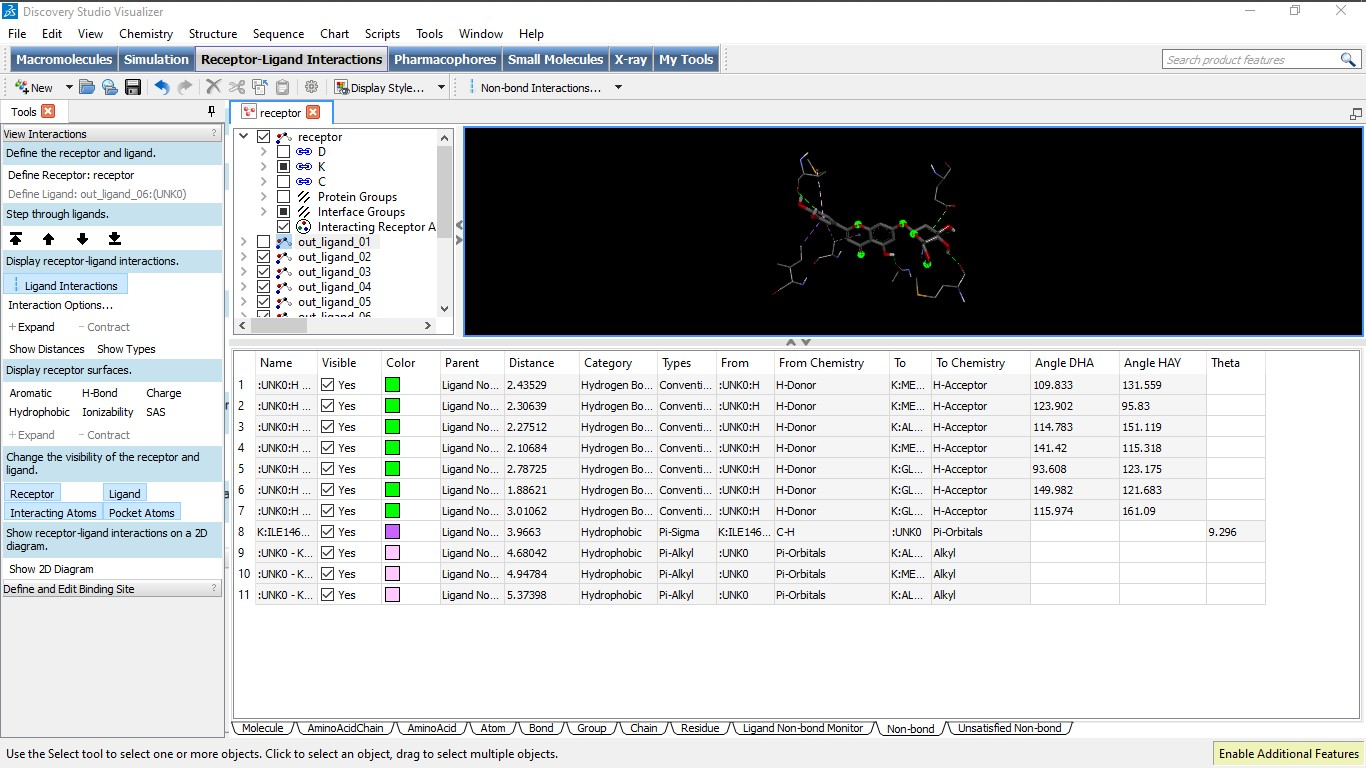 Discovery Studio Visualizer
File Edit View Chemistry Structure Sequence Chart Scripts Tools Window Help
Macromolecules Simulation Receptor-Ligand Interactions Pharmacophores Small Molecules X-ray My Tools
Search product features
New Display Style... Non-bond Interactions...
Tools
View Interactions ?
Define the receptor and ligand.
Define Receptor: receptor
Define Ligand: out_ligand_06:(UNK0)
Step through ligands.
Display receptor-ligand interactions.
Ligand Interactions
Interaction Options...
+ Expand - Contract
Show Distances Show Types
Display receptor surfaces.
Aromatic H-Bond Charge
Hydrophobic Ionizability SAS
+ Expand - Contract
Change the visibility of the receptor and
ligand.
Receptor Ligand
Interacting Atoms Pocket Atoms
Show receptor-ligand interactions on a 2D
diagram.
Show 2D Diagram
Define and Edit Binding Site ?
receptor
receptor
D
K
C
Protein Groups
Interface Groups
Interacting Receptor A
out_ligand_01
out_ligand_02
out_ligand_03
out_ligand_04
out_ligand_05
out_ligand_06
Name Visible Color Parent Distance Category Types From From Chemistry To To Chemistry Angle DHA Angle HAY Theta
1 :UNK0:H ... Yes Ligand No... 2.43529 Hydrogen Bo... Conventi... :UNK0:H H-Donor K:ME... H-Acceptor 109.833 131.559
2 :UNK0:H ... Yes Ligand No... 2.30639 Hydrogen Bo... Conventi... :UNK0:H H-Donor K:ME... H-Acceptor 123.902 95.83
3 :UNK0:H ... Yes Ligand No... 2.27512 Hydrogen Bo... Conventi... :UNK0:H H-Donor K:AL... H-Acceptor 114.783 151.119
4 :UNK0:H ... Yes Ligand No... 2.10684 Hydrogen Bo... Conventi... :UNK0:H H-Donor K:ME... H-Acceptor 141.42 115.318
5 :UNK0:H ... Yes Ligand No... 2.78725 Hydrogen Bo... Conventi... :UNK0:H H-Donor K:GL... H-Acceptor 93.608 123.175
6 :UNK0:H ... Yes Ligand No... 1.88621 Hydrogen Bo... Conventi... :UNK0:H H-Donor K:GL... H-Acceptor 149.982 121.683
7 :UNK0:H ... Yes Ligand No... 3.01062 Hydrogen Bo... Conventi... :UNK0:H H-Donor K:GL... H-Acceptor 115.974 161.09
8 K:ILE146... Yes Ligand No... 3.9663 Hydrophobic Pi-Sigma K:ILE146... C-H :UNK0 Pi-Orbitals 9.296
9 :UNK0 - K... Yes Ligand No... 4.68042 Hydrophobic Pi-Alkyl :UNK0 Pi-Orbitals K:AL... Alkyl
10 :UNK0 - K... Yes Ligand No... 4.94784 Hydrophobic Pi-Alkyl :UNK0 Pi-Orbitals K:ME... Alkyl
11 :UNK0 - K... Yes Ligand No... 5.37398 Hydrophobic Pi-Alkyl :UNK0 Pi-Orbitals K:AL... Alkyl
Molecule AminoAcidChain AminoAcid Atom Bond Group Chain Residue Ligand Non-bond Monitor Non-bond Unsatisfied Non-bond
Use the Select tool to select one or more objects. Click to select an object, drag to select multiple objects.
Enable Additional Features